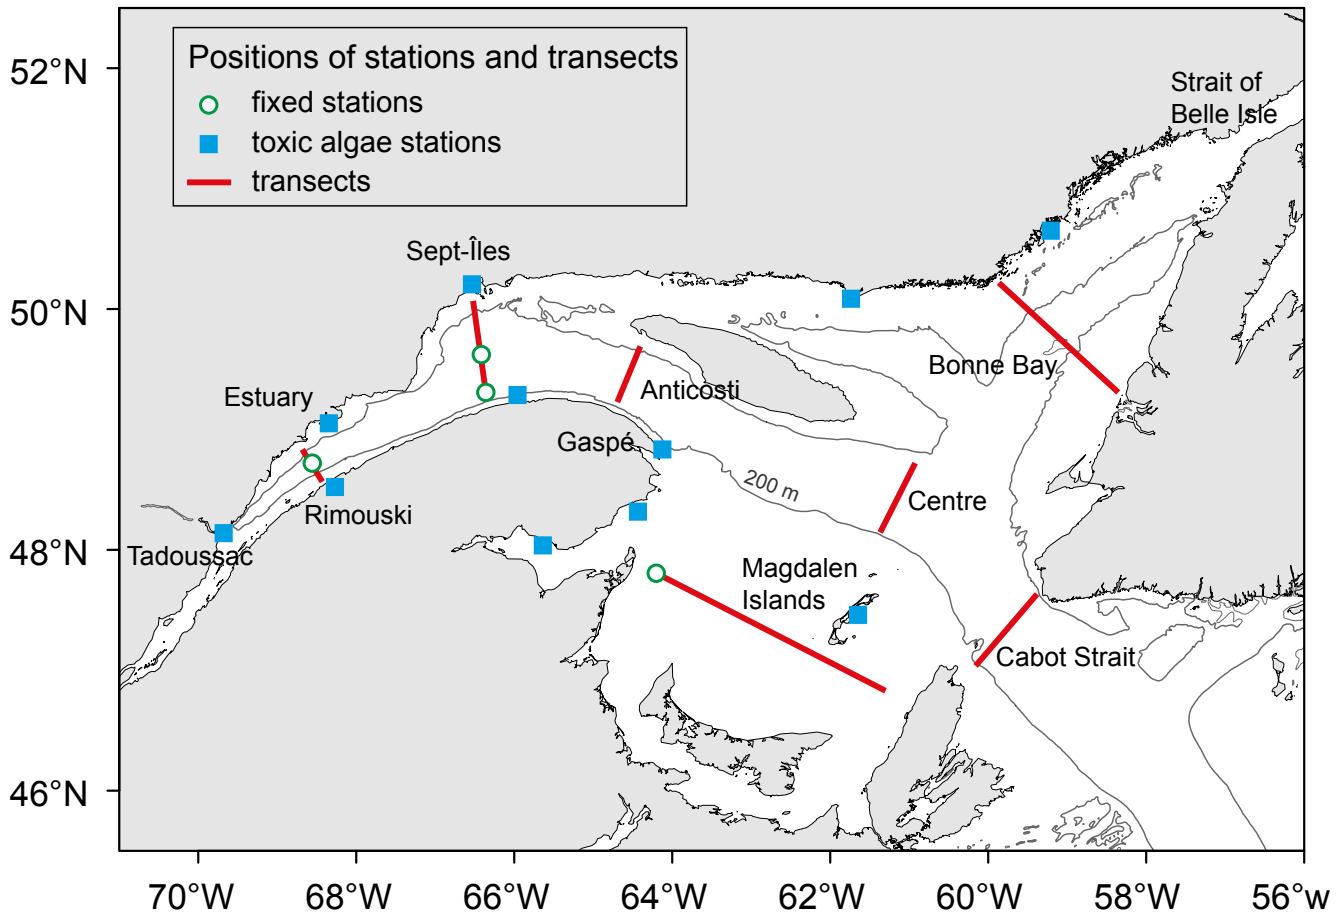 Positions of stations and transects
fixed stations
toxic algae stations
transects
52°N
50°N
48°N
46°N
Strait of
Belle Isle
Sept-Îles
Bonne Bay
Anticosti
Estuary
Gaspé
200 m
Centre
Rimouski
Tadoussac
Magdalen
Islands
Cabot Strait
70°W
68°W
66°W
64°W
62°W
60°W
58°W
56°W